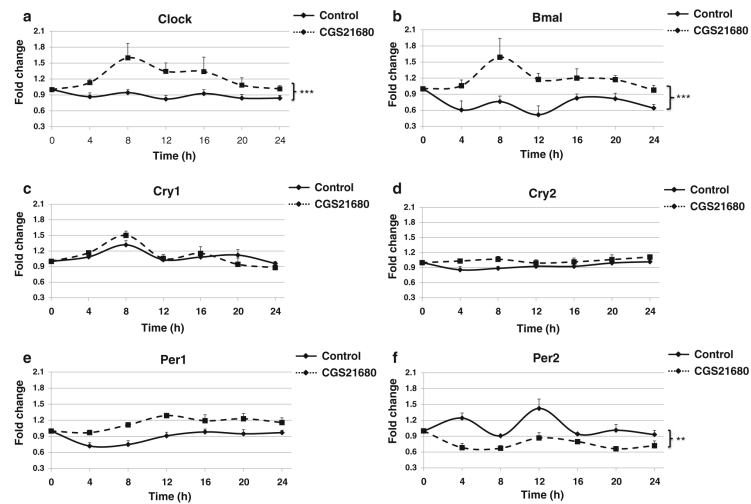 a
Clock
Control
CGS21680
Fold change
2.1
1.8
1.5
1.2
0.9
0.6
0.3
***
0 4 8 12 16 20 24
Time (h)
b
Bmal
Control
CGS21680
Fold change
2.1
1.8
1.5
1.2
0.9
0.6
0.3
***
0 4 8 12 16 20 24
Time (h)
c
Cry1
Control
CGS21680
Fold change
2.1
1.8
1.5
1.2
0.9
0.6
0.3
0 4 8 12 16 20 24
Time (h)
d
Cry2
Control
CGS21680
Fold change
2.1
1.8
1.5
1.2
0.9
0.6
0.3
0 4 8 12 16 20 24
Time (h)
e
Per1
Control
CGS21680
Fold change
2.1
1.8
1.5
1.2
0.9
0.6
0.3
0 4 8 12 16 20 24
Time (h)
f
Per2
Control
CGS21680
Fold change
2.1
1.8
1.5
1.2
0.9
0.6
0.3
**
0 4 8 12 16 20 24
Time (h)